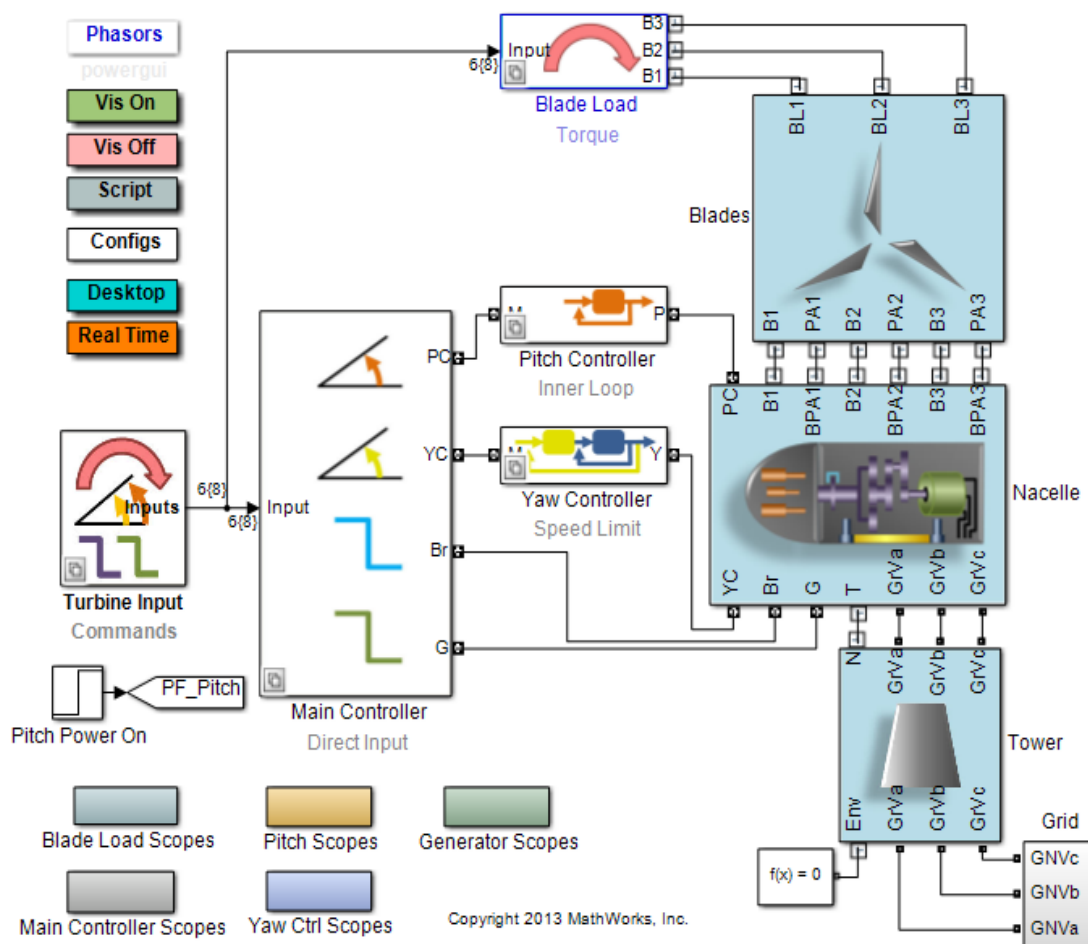 Phasors
powergui
Vis On
Vis Off
Script
Configs
Desktop
Real Time
Input
6{8}
B3
B2
B1
Blade Load
Torque
BL1
BL2
BL3
Blades
B1
PA1
B2
PA2
B3
PA3
P
Pitch Controller
Inner Loop
Y
Yaw Controller
Speed Limit
PC
B1
BPA1
B2
BPA2
B3
BPA3
Nacelle
YC
Br
G
T
GrVa
GrVb
GrVc
Inputs
6{8}
Turbine Input
Commands
6{8}
Input
PC
YC
Br
G
Main Controller
Direct Input
PF_Pitch
Pitch Power On
N
GrVa
GrVb
GrVc
Tower
Env
GrVa
GrVb
GrVc
f(x) = 0
Grid
GNVc
GNVb
GNVa
Blade Load Scopes
Pitch Scopes
Generator Scopes
Main Controller Scopes
Yaw Ctrl Scopes
Copyright 2013 MathWorks, Inc.